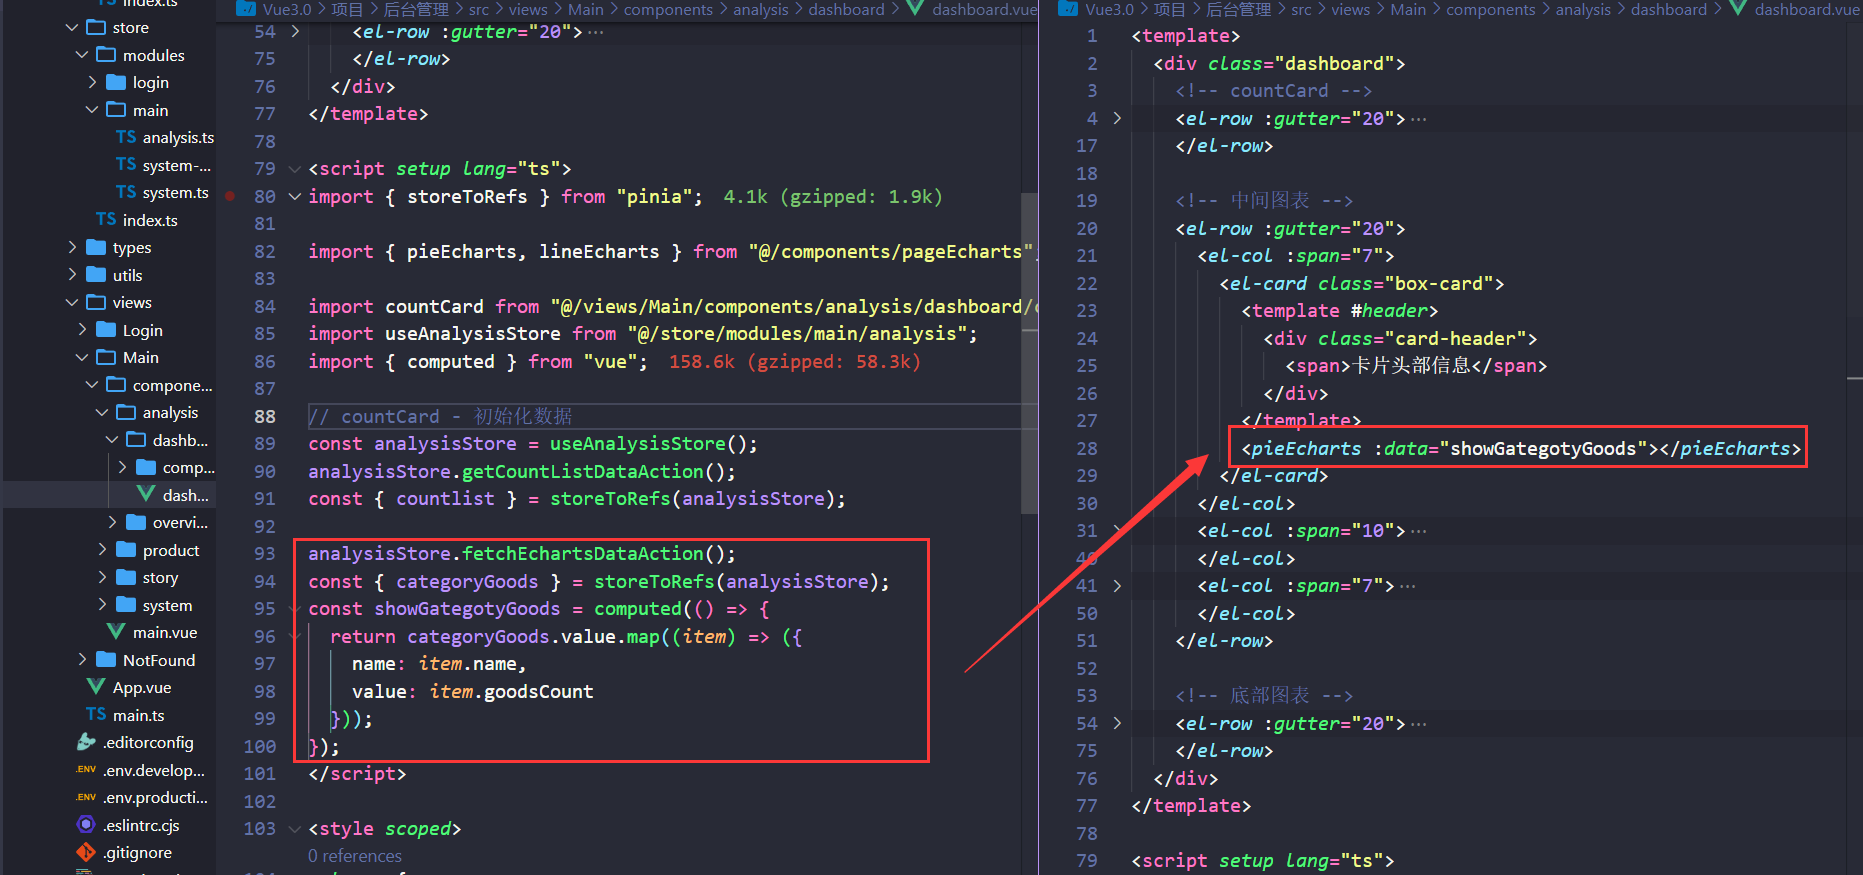 index.ts
store
modules
login
main
TS analysis.ts
TS system-...
TS system.ts
TS index.ts
types
utils
views
Login
Main
compone...
analysis
dashb...
comp...
dash...
overvi...
product
story
system
main.vue
NotFound
App.vue
TS main.ts
.editorconfig
.ENV .env.develop...
.ENV .env.producti...
.eslintrc.cjs
.gitignore
Vue3.0 > 项目 > 后台管理 > src > views > Main > components > analysis > dashboard > dashboard.vue
54 > <el-row :gutter="20">···
75 </el-row>
76 </div>
77 </template>
78
79 <script setup lang="ts">
80 import { storeToRefs } from "pinia"; 4.1k (gzipped: 1.9k)
81
82 import { pieEcharts, lineEcharts } from "@/components/pageEcharts";
83
84 import countCard from "@/views/Main/components/analysis/dashboard/c
85 import useAnalysisStore from "@/store/modules/main/analysis";
86 import { computed } from "vue"; 158.6k (gzipped: 58.3k)
87
88 // countCard - 初始化数据
89 const analysisStore = useAnalysisStore();
90 analysisStore.getCountListDataAction();
91 const { countlist } = storeToRefs(analysisStore);
92
93 analysisStore.fetchEchartsDataAction();
94 const { categoryGoods } = storeToRefs(analysisStore);
95 const showGategotyGoods = computed(() => {
96 return categoryGoods.value.map((item) => ({
97 name: item.name,
98 value: item.goodsCount
99 }));
100 });
101 </script>
102
103 <style scoped>
0 references
Vue3.0 > 项目 > 后台管理 > src > views > Main > components > analysis > dashboard > dashboard.vue
1 <template>
2 <div class="dashboard">
3 <!-- countCard -->
4 > <el-row :gutter="20">···
17 </el-row>
18
19 <!-- 中间图表 -->
20 <el-row :gutter="20">
21 <el-col :span="7">
22 <el-card class="box-card">
23 <template #header>
24 <div class="card-header">
25 <span>卡片头部信息</span>
26 </div>
27 </template>
28 <pieEcharts :data="showGategotyGoods"></pieEcharts>
29 </el-card>
30 </el-col>
31 > <el-col :span="10">···
40 </el-col>
41 > <el-col :span="7">···
50 </el-col>
51 </el-row>
52
53 <!-- 底部图表 -->
54 > <el-row :gutter="20">···
75 </el-row>
76 </div>
77 </template>
78
79 <script setup lang="ts">